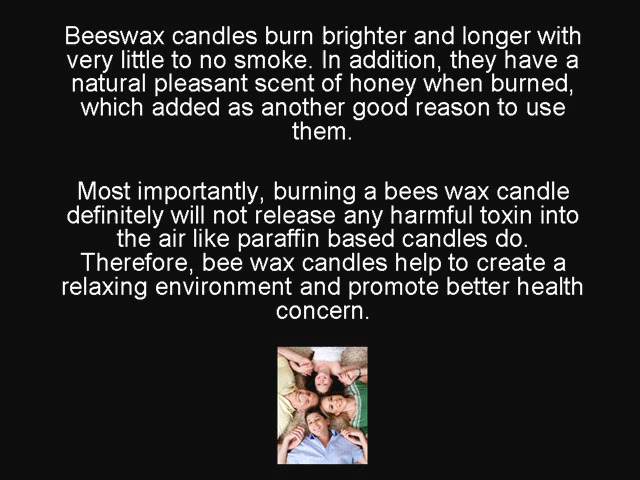 Beeswax candles burn brighter and longer with
very little to no smoke. In addition, they have a
natural pleasant scent of honey when burned,
which added as another good reason to use
them.
Most importantly, burning a bees wax candle
definitely will not release any harmful toxin into
the air like paraffin based candles do.
Therefore, bee wax candles help to create a
relaxing environment and promote better health
concern.